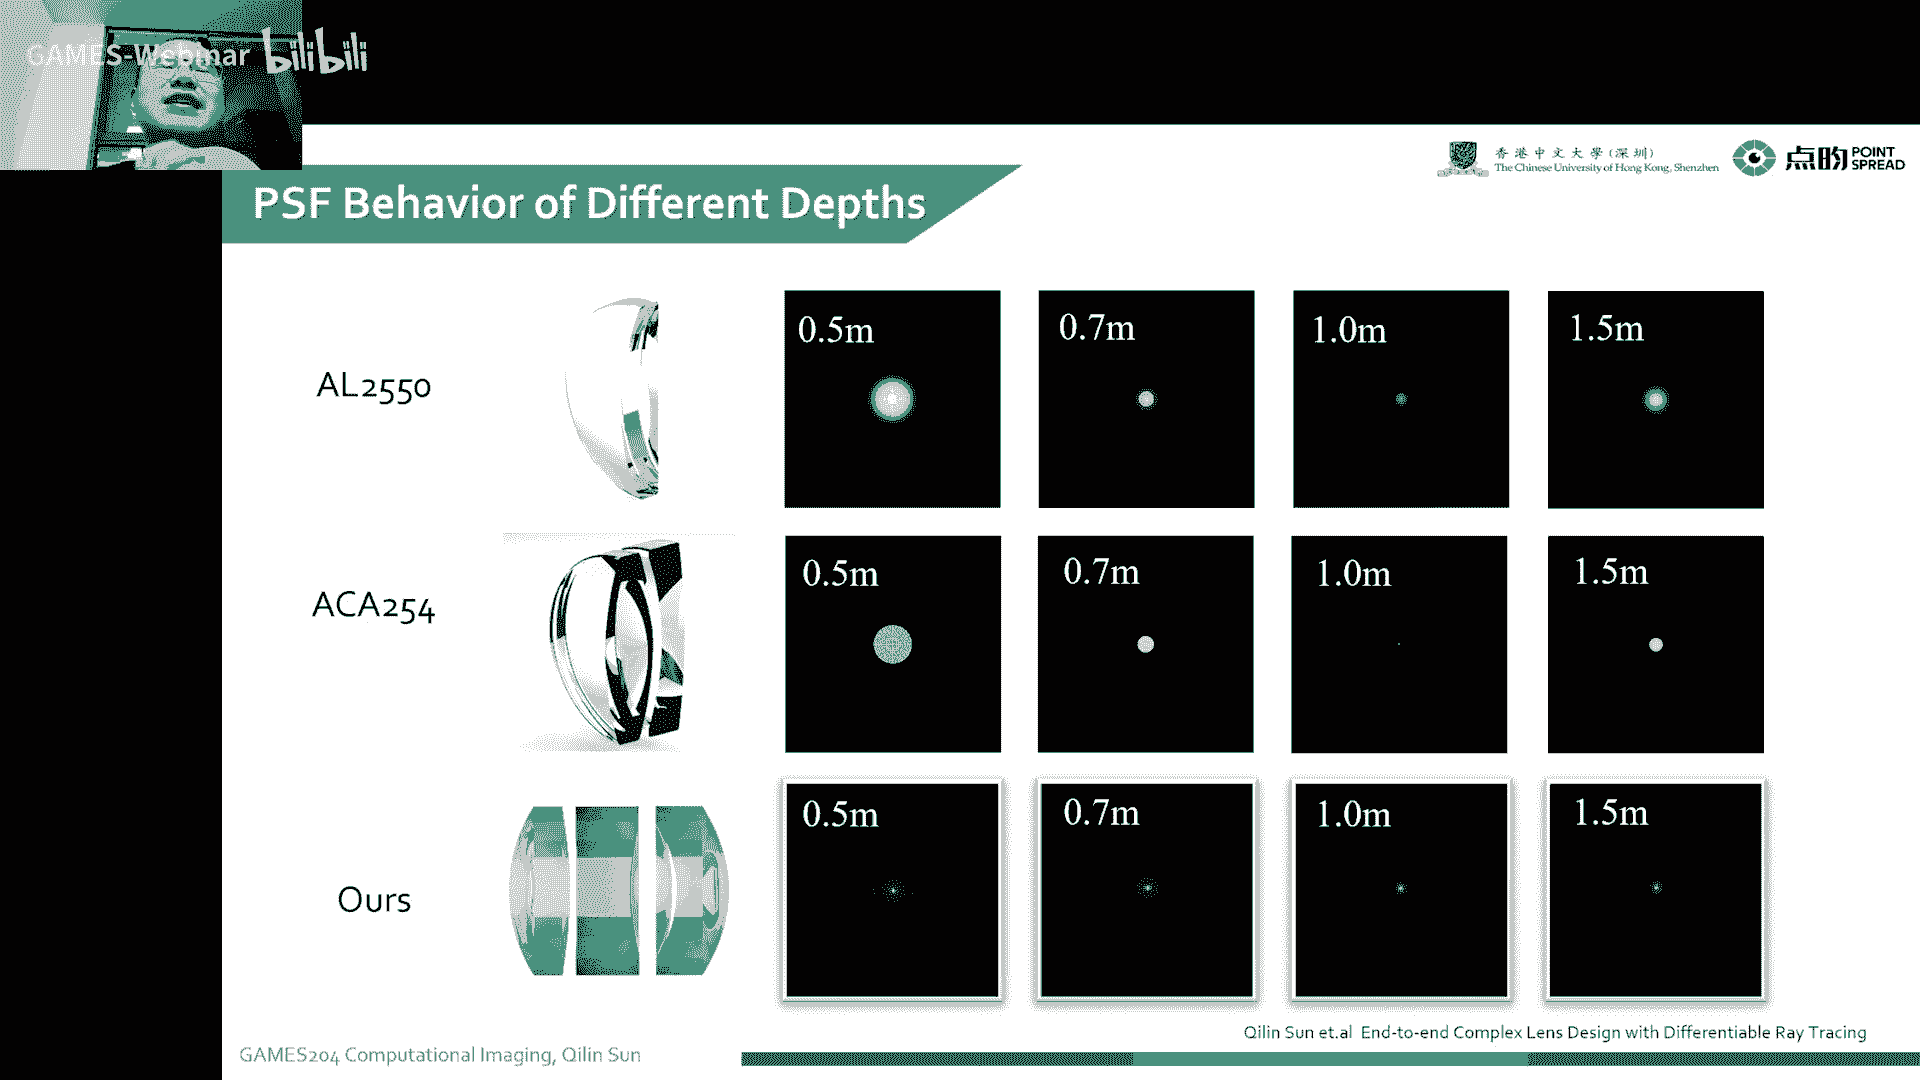 GAMES-Webinar bilibili
香港中文大學(深圳)
The Chinese University of Hong Kong, Shenzhen
点昀 POINT SPREAD
PSF Behavior of Different Depths
AL2550
0.5m 0.7m 1.0m 1.5m
ACA254
0.5m 0.7m 1.0m 1.5m
Ours
0.5m 0.7m 1.0m 1.5m
Qilin Sun et.al End-to-end Complex Lens Design with Differentiable Ray Tracing
GAMES204 Computational Imaging, Qilin Sun